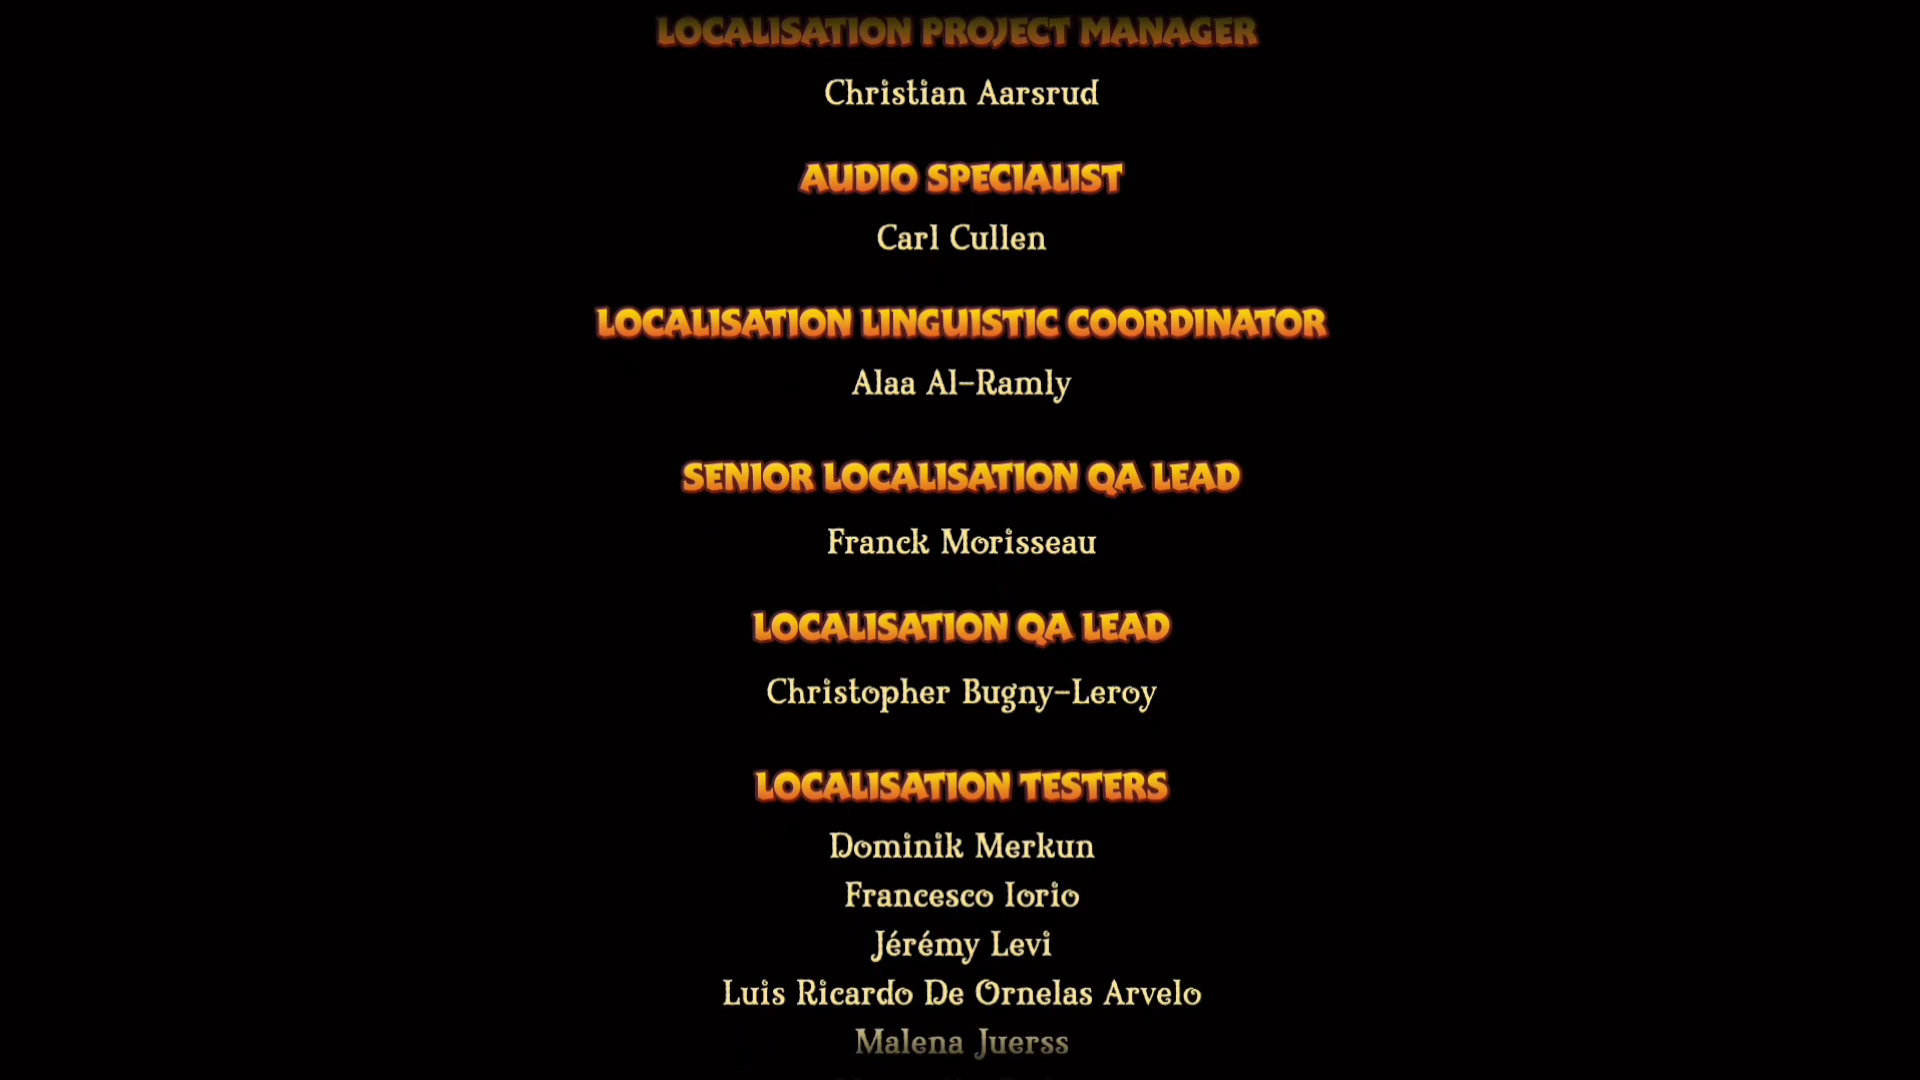 LOCALISATION PROJECT MANAGER
Christian Aarsrud
AUDIO SPECIALIST
Carl Cullen
LOCALISATION LINGUISTIC COORDINATOR
Alaa Al-Ramly
SENIOR LOCALISATION QA LEAD
Franck Morisseau
LOCALISATION QA LEAD
Christopher Bugny-Leroy
LOCALISATION TESTERS
Dominik Merkun
Francesco Iorio
Jérémy Levi
Luis Ricardo De Ornelas Arvelo
Malena Juerss